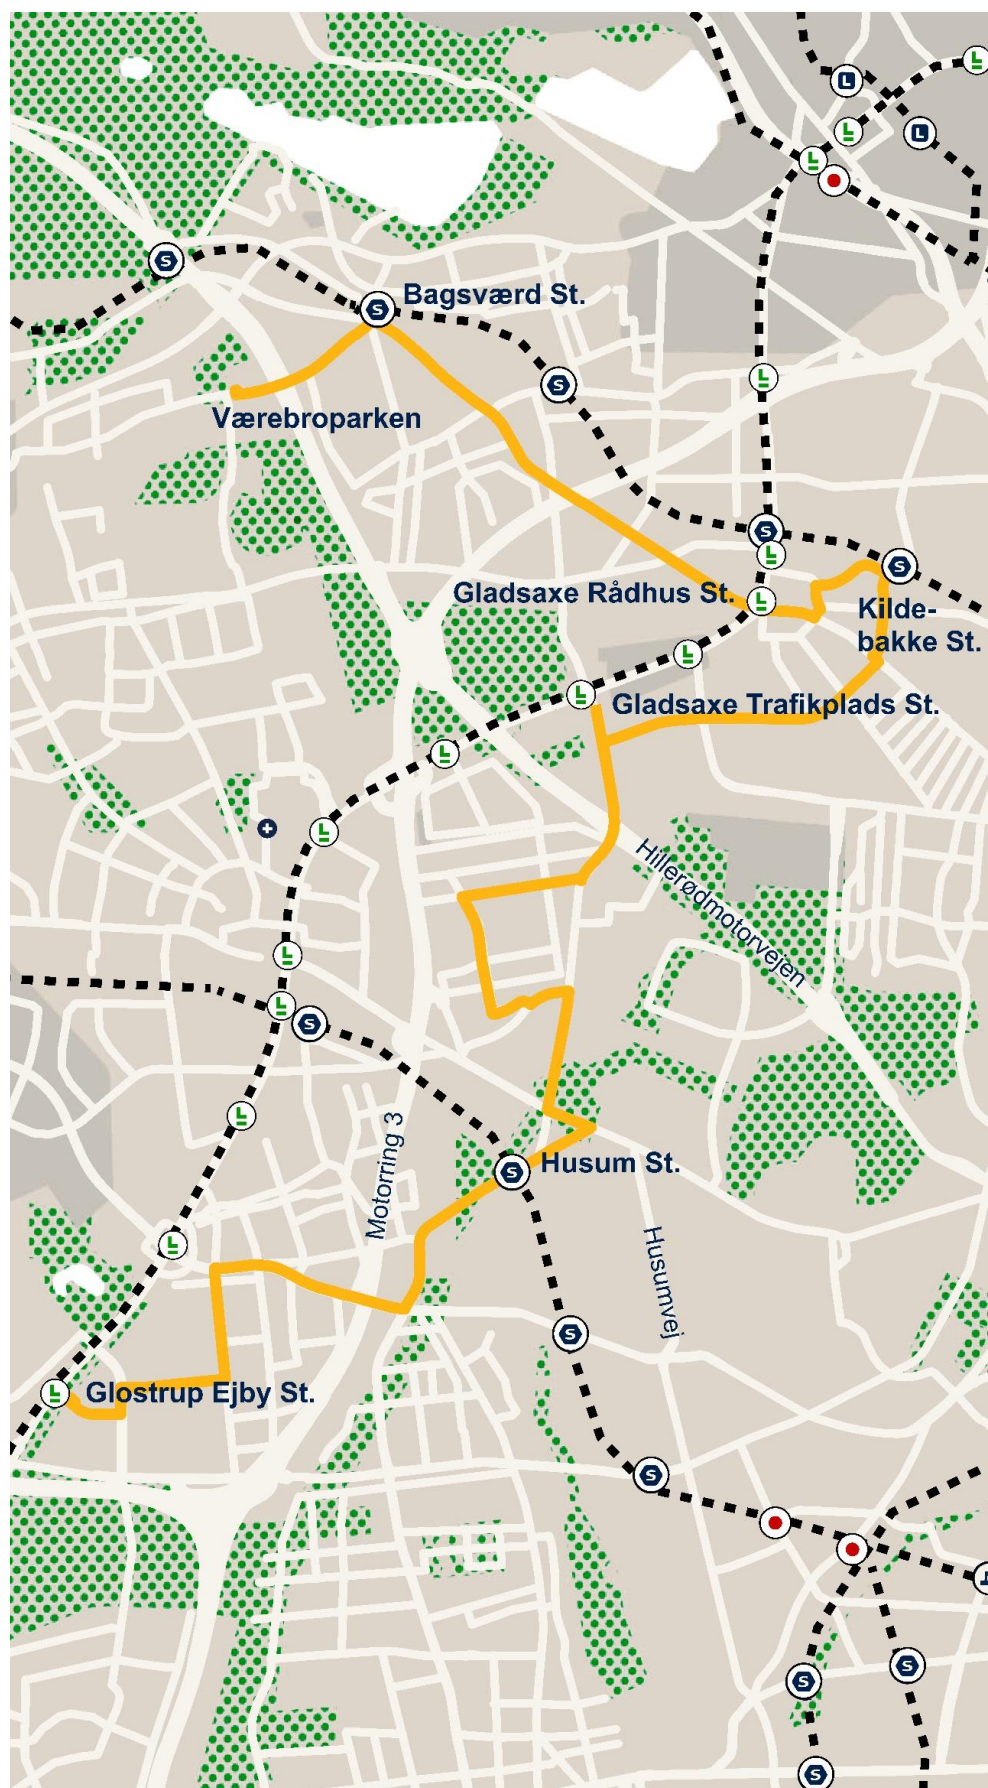 Bagsværd St.
Værebroparken
Gladsaxe Rådhus St.
Kilde-
bakke St.
Gladsaxe Trafikplads St.
Hillerødmotorvejen
Motorring 3
Husum St.
Husumvej
Glostrup Ejby St.